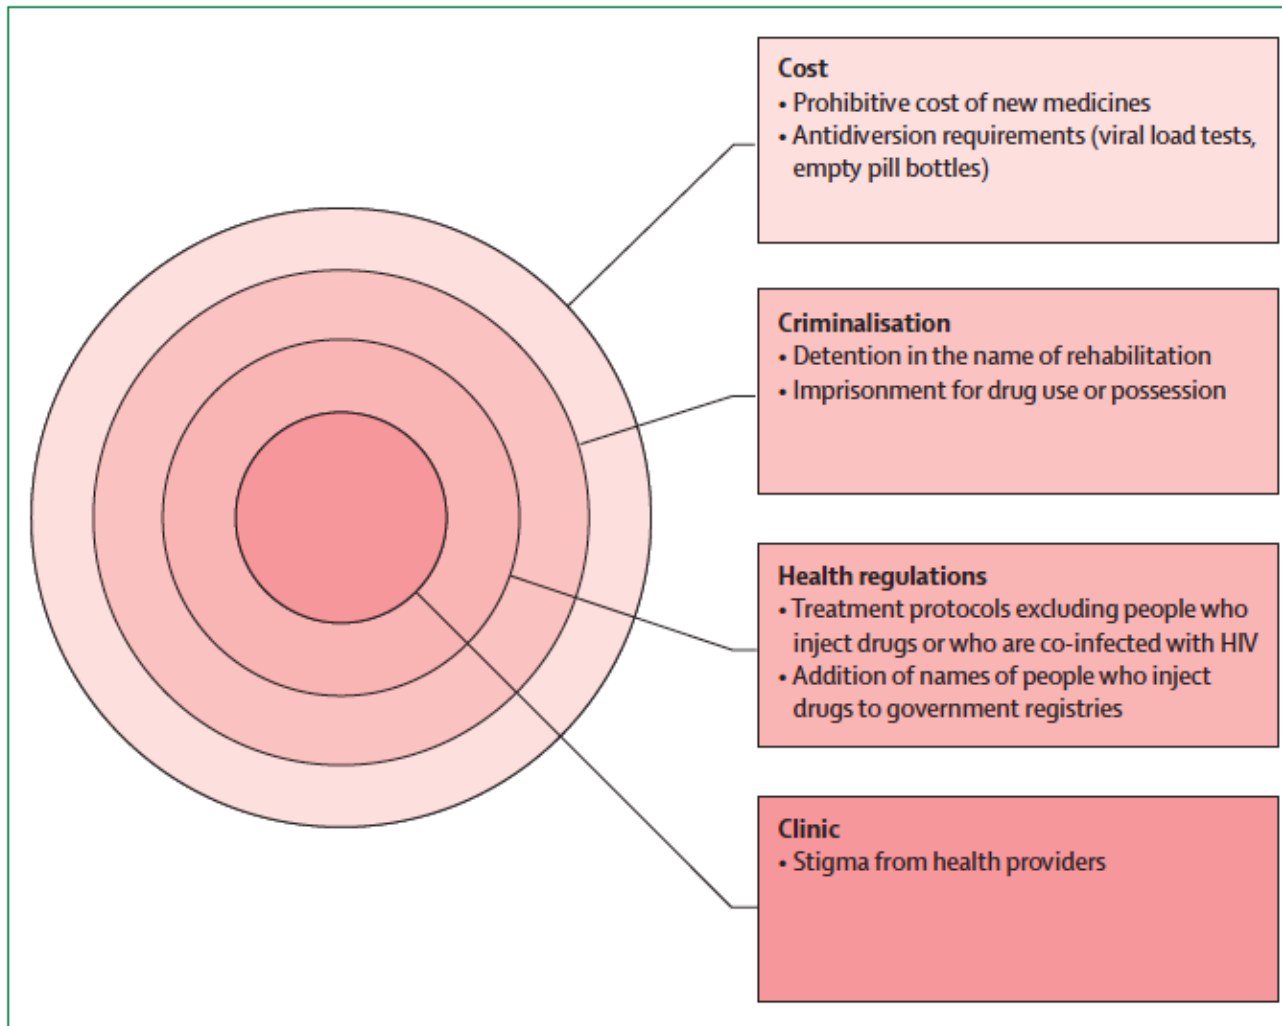 Cost
• Prohibitive cost of new medicines
• Antidiversion requirements (viral load tests,
empty pill bottles)
Criminalisation
• Detention in the name of rehabilitation
• Imprisonment for drug use or possession
Health regulations
• Treatment protocols excluding people who
inject drugs or who are co-infected with HIV
• Addition of names of people who inject
drugs to government registries
Clinic
• Stigma from health providers